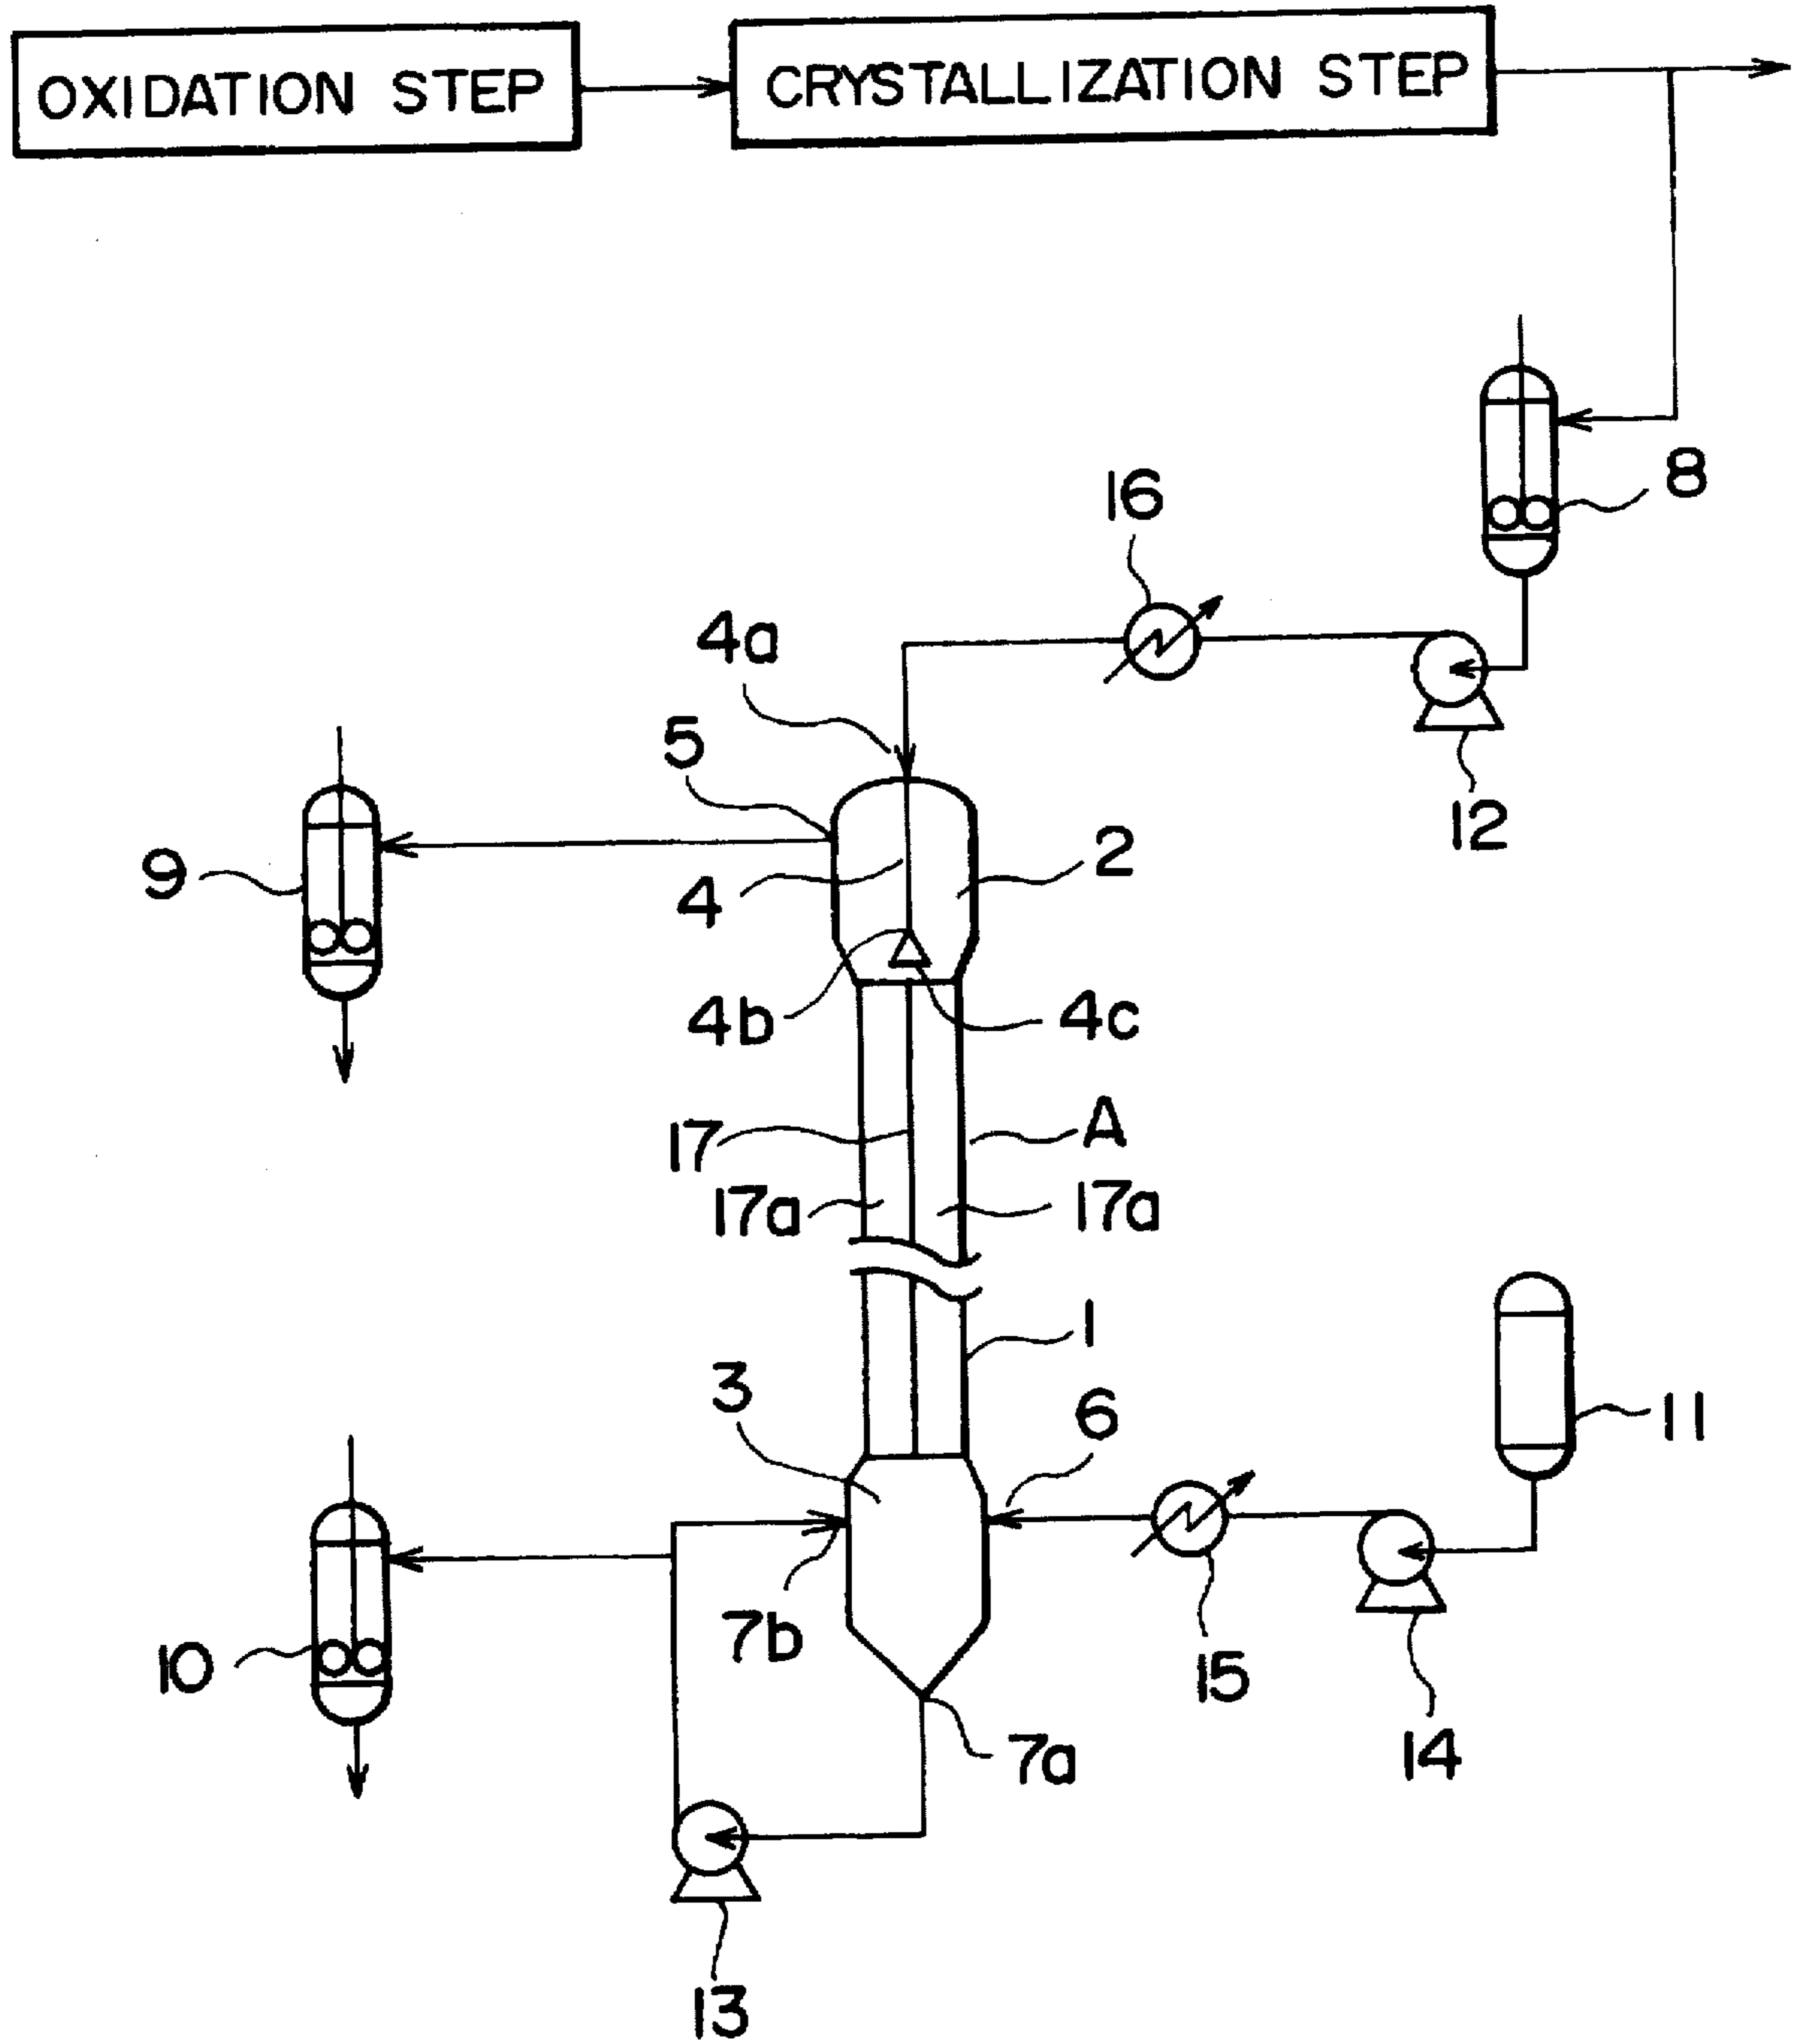 OXIDATION STEP
CRYSTALLIZATION STEP
8
16
4a
5
12
2
9
4
4b
4c
17
A
17a
17a
1
3
6
11
7b
10
15
7a
14
13